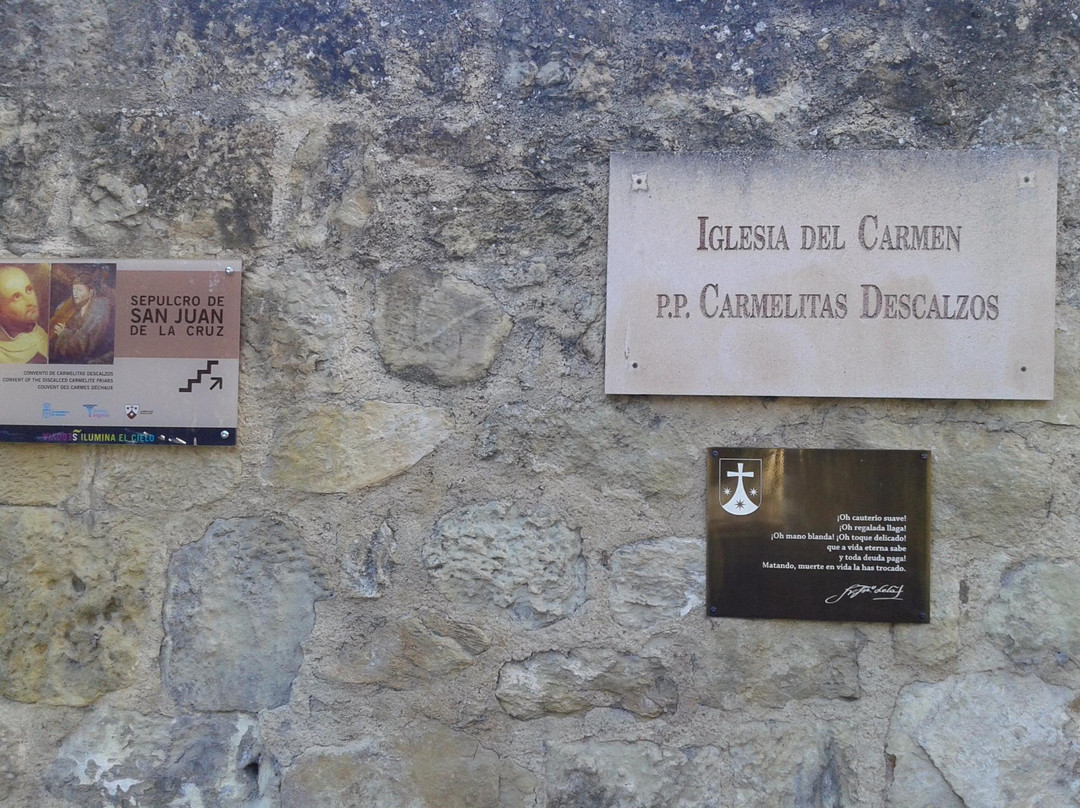 SEPULCRO DE
SAN JUAN
DE LA CRUZ
CONVENTO DE CARMELITAS DESCALZOS
CONVENT OF THE DISCALCED CARMELITE FRIARS
COUVENT DES CARMES DÉCHAUX
ILUMINA EL CIELO
IGLESIA DEL CARMEN
P.P. CARMELITAS DESCALZOS
¡Oh cauterio suave!
¡Oh regalada llaga!
¡Oh mano blanda! ¡Oh toque delicado!
que a vida eterna sabe
y toda deuda paga!
Matando, muerte en vida la has trocado.